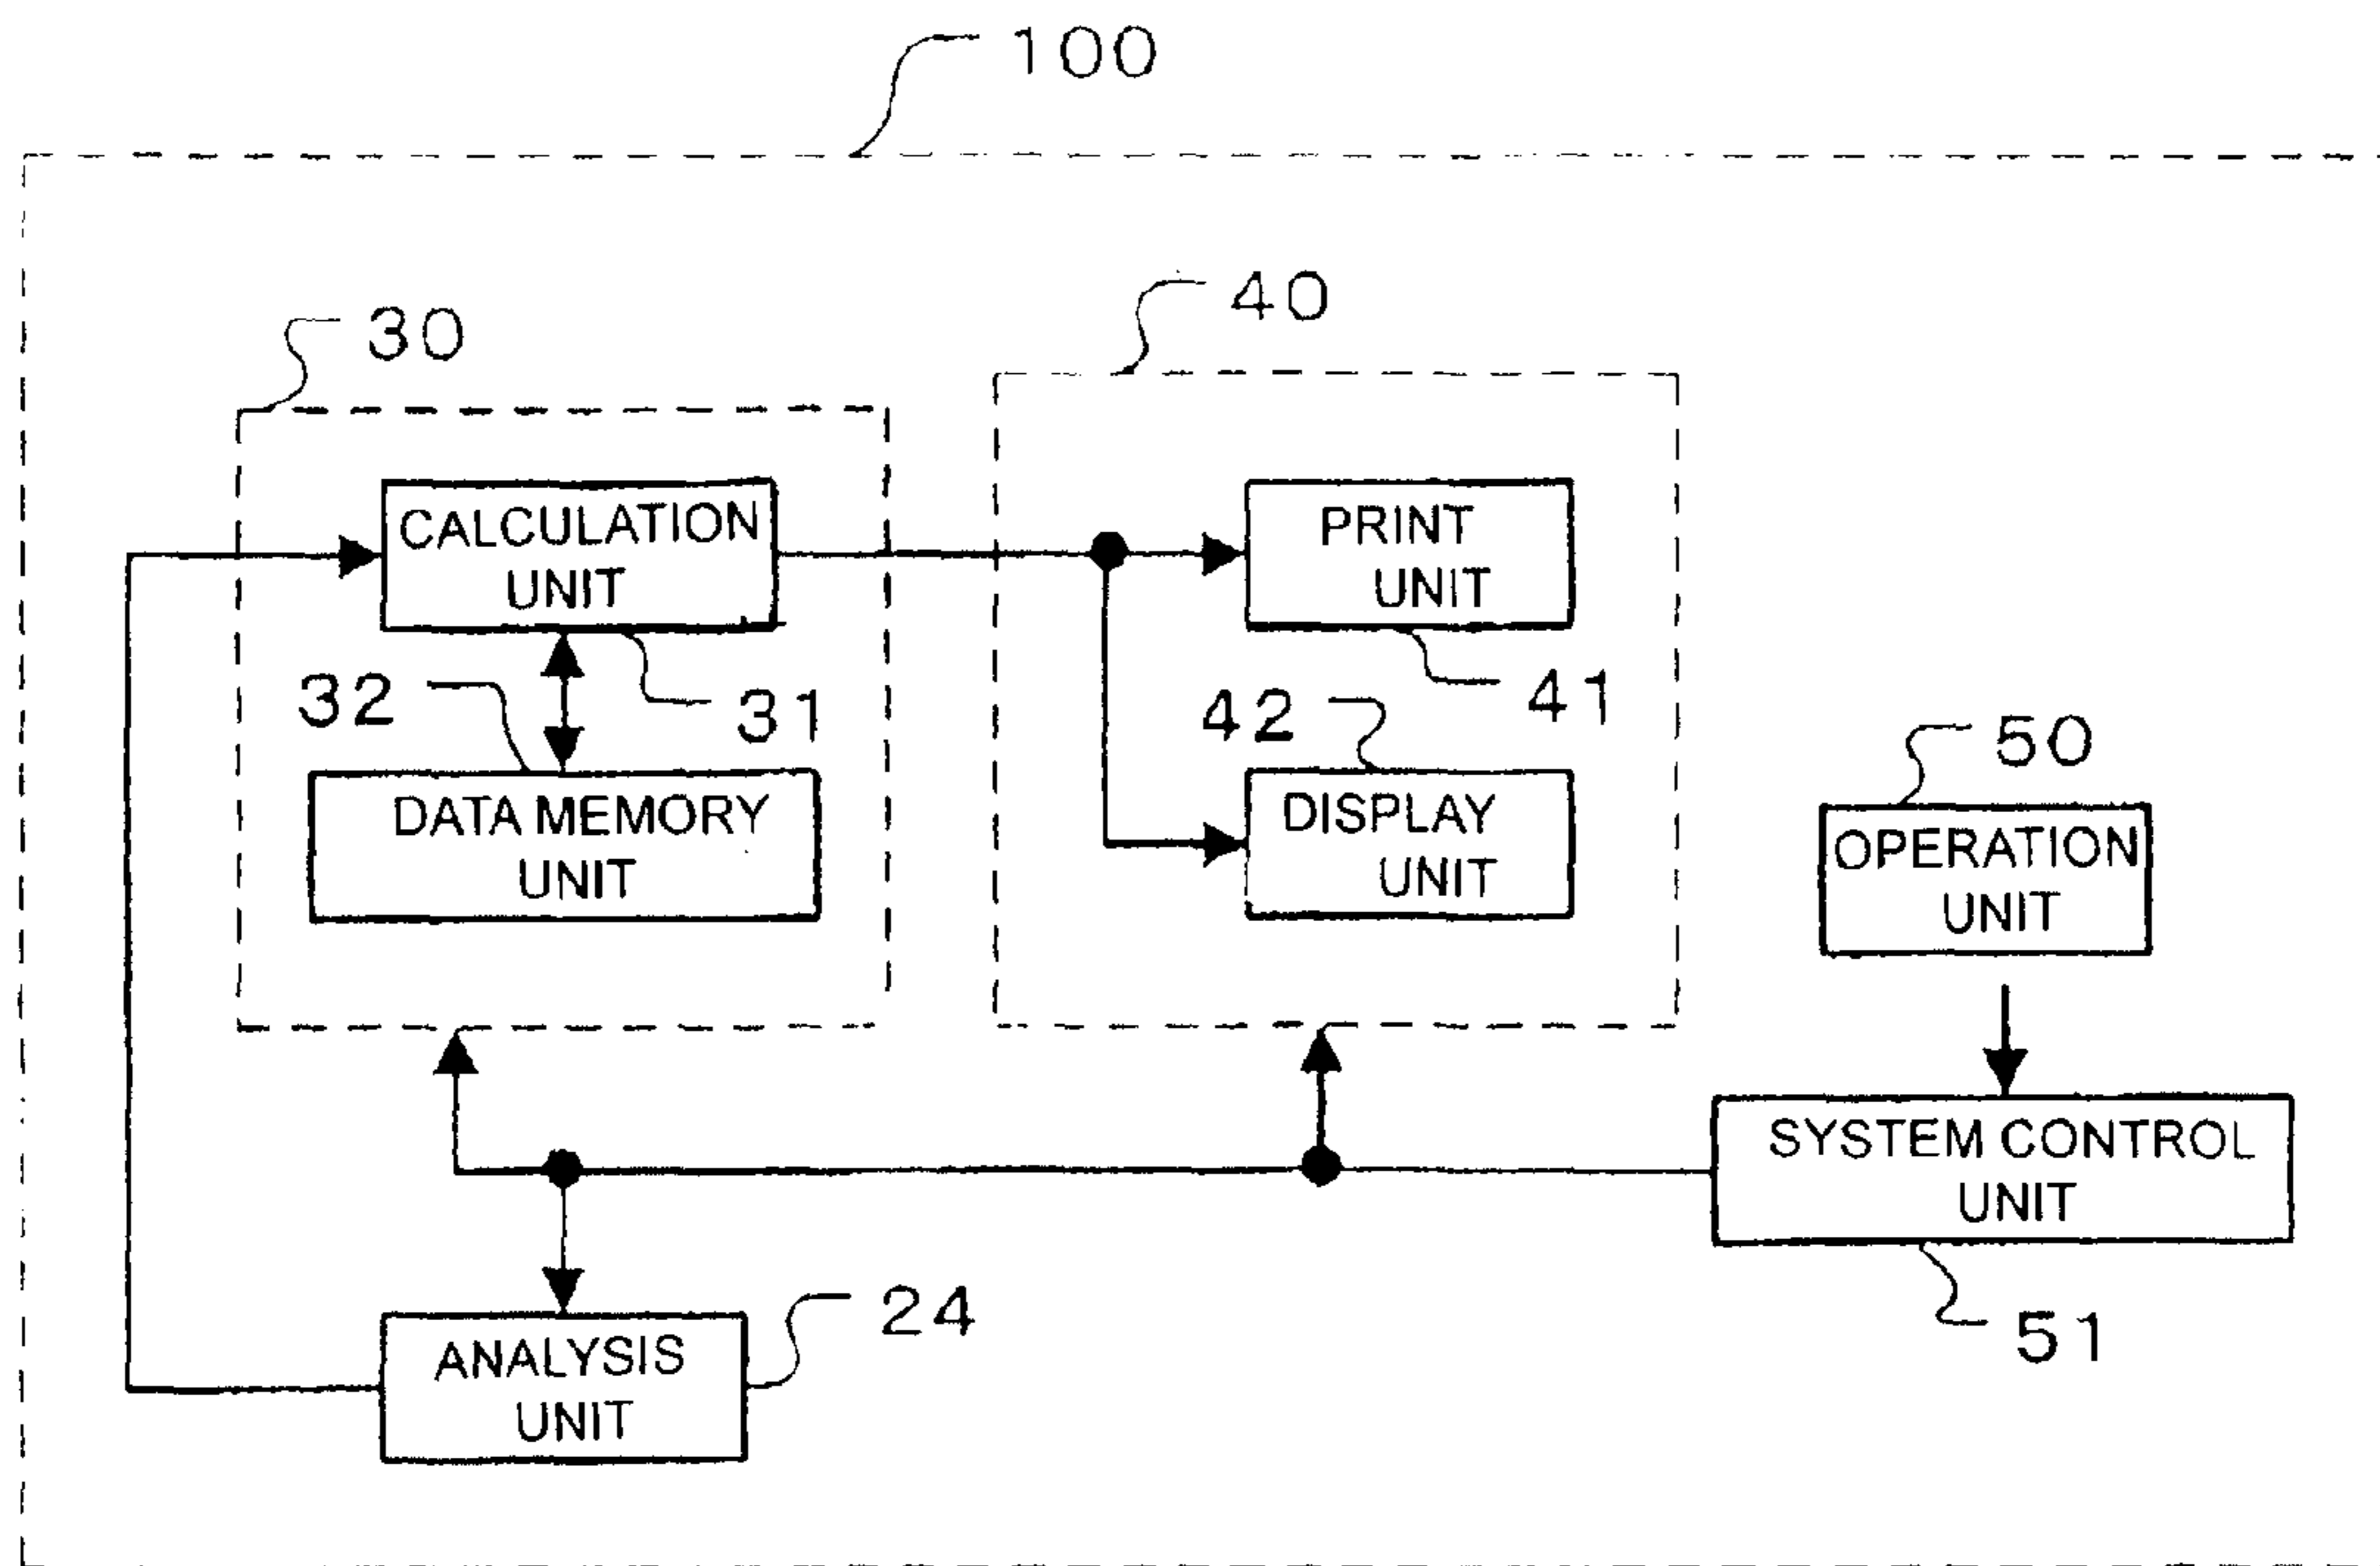 100
30
40
CALCULATION
UNIT
PRINT
UNIT
32
31
42
41
50
DATA MEMORY
UNIT
DISPLAY
UNIT
OPERATION
UNIT
SYSTEM CONTROL
UNIT
24
51
ANALYSIS
UNIT